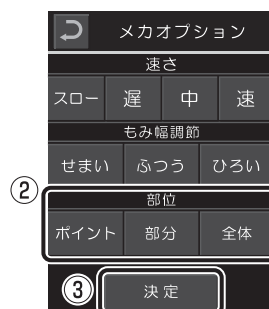 メカオプション
速さ
スロー 遅 中 速
もみ幅調節
せまい ふつう ひろい
②
部位
ポイント 部分 全体
③ 決定